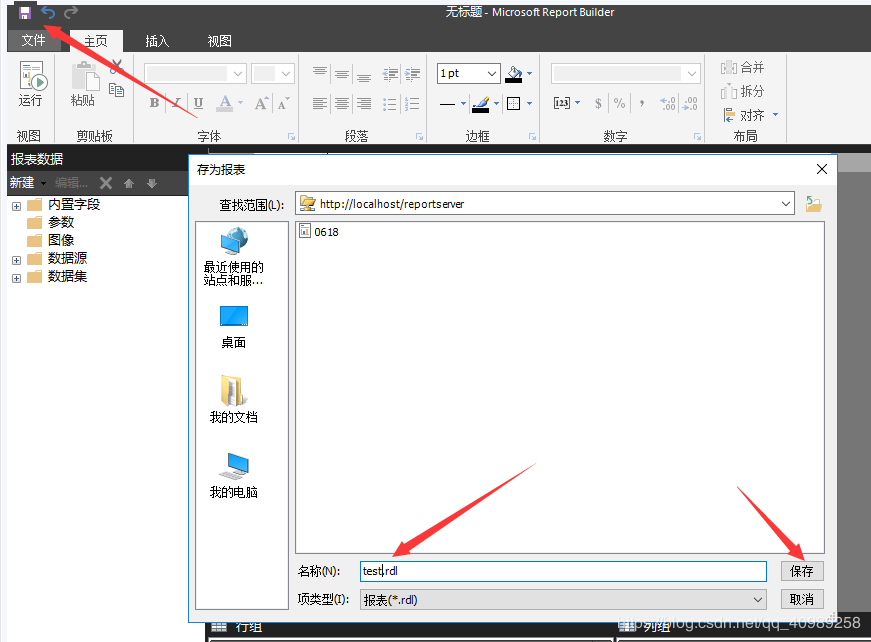 无标题 - Microsoft Report Builder
文件 主页 插入 视图
运行 粘贴 1 pt 合并
B I U A A A 123 $ % , 拆分
对齐
视图 剪贴板 字体 段落 边框 数字 布局
报表数据
新建 编辑...
内置字段
参数
图像
数据源
数据集
存为报表
查找范围(L): http://localhost/reportserver
0618
最近使用的
站点和服...
桌面
我的文档
我的电脑
名称(N): test.rdl 保存
项类型(I): 报表(*.rdl) 取消
行组 列组
https://blog.csdn.net/qq_40989258